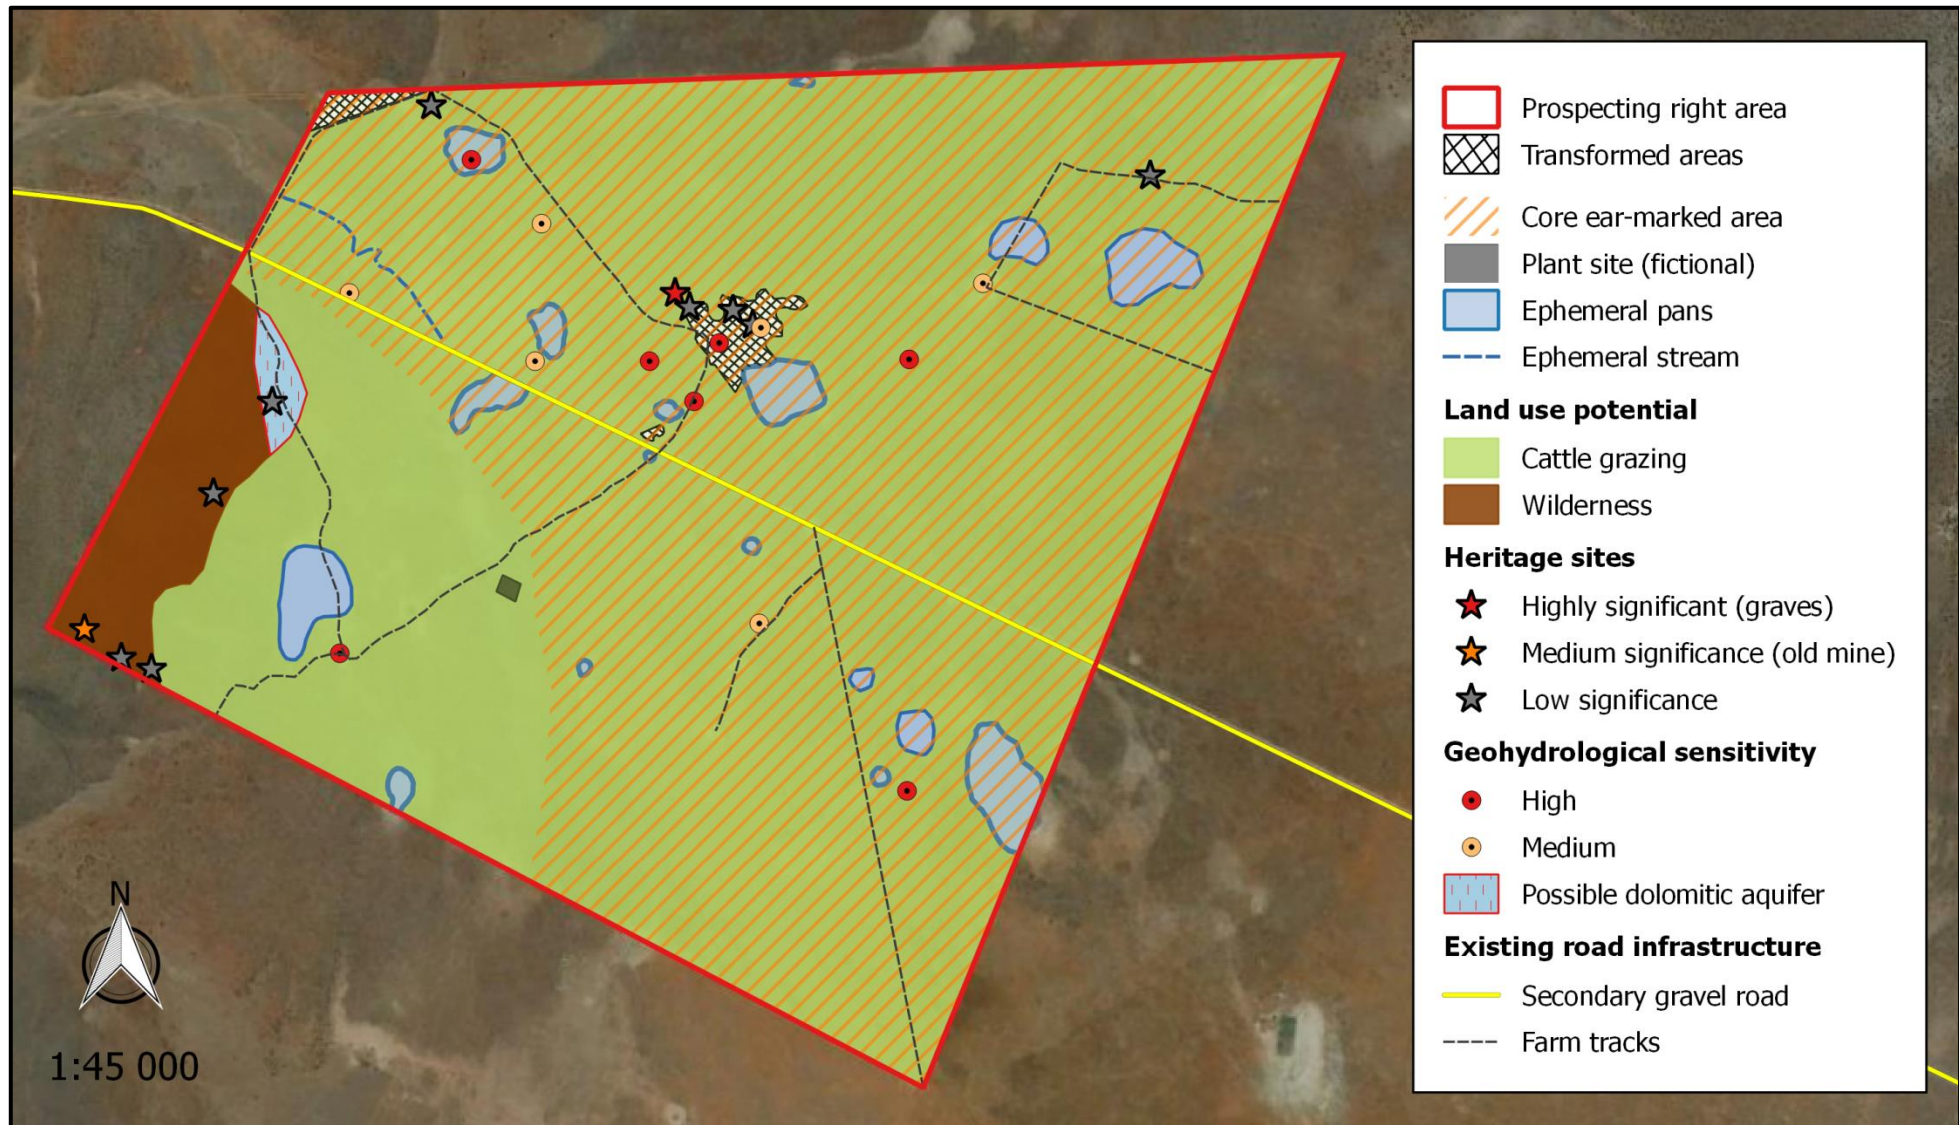 Prospecting right area
Transformed areas
Core ear-marked area
Plant site (fictional)
Ephemeral pans
Ephemeral stream
Land use potential
Cattle grazing
Wilderness
Heritage sites
Highly significant (graves)
Medium significance (old mine)
Low significance
Geohydrological sensitivity
High
Medium
Possible dolomitic aquifer
Existing road infrastructure
Secondary gravel road
Farm tracks
N
1:45 000